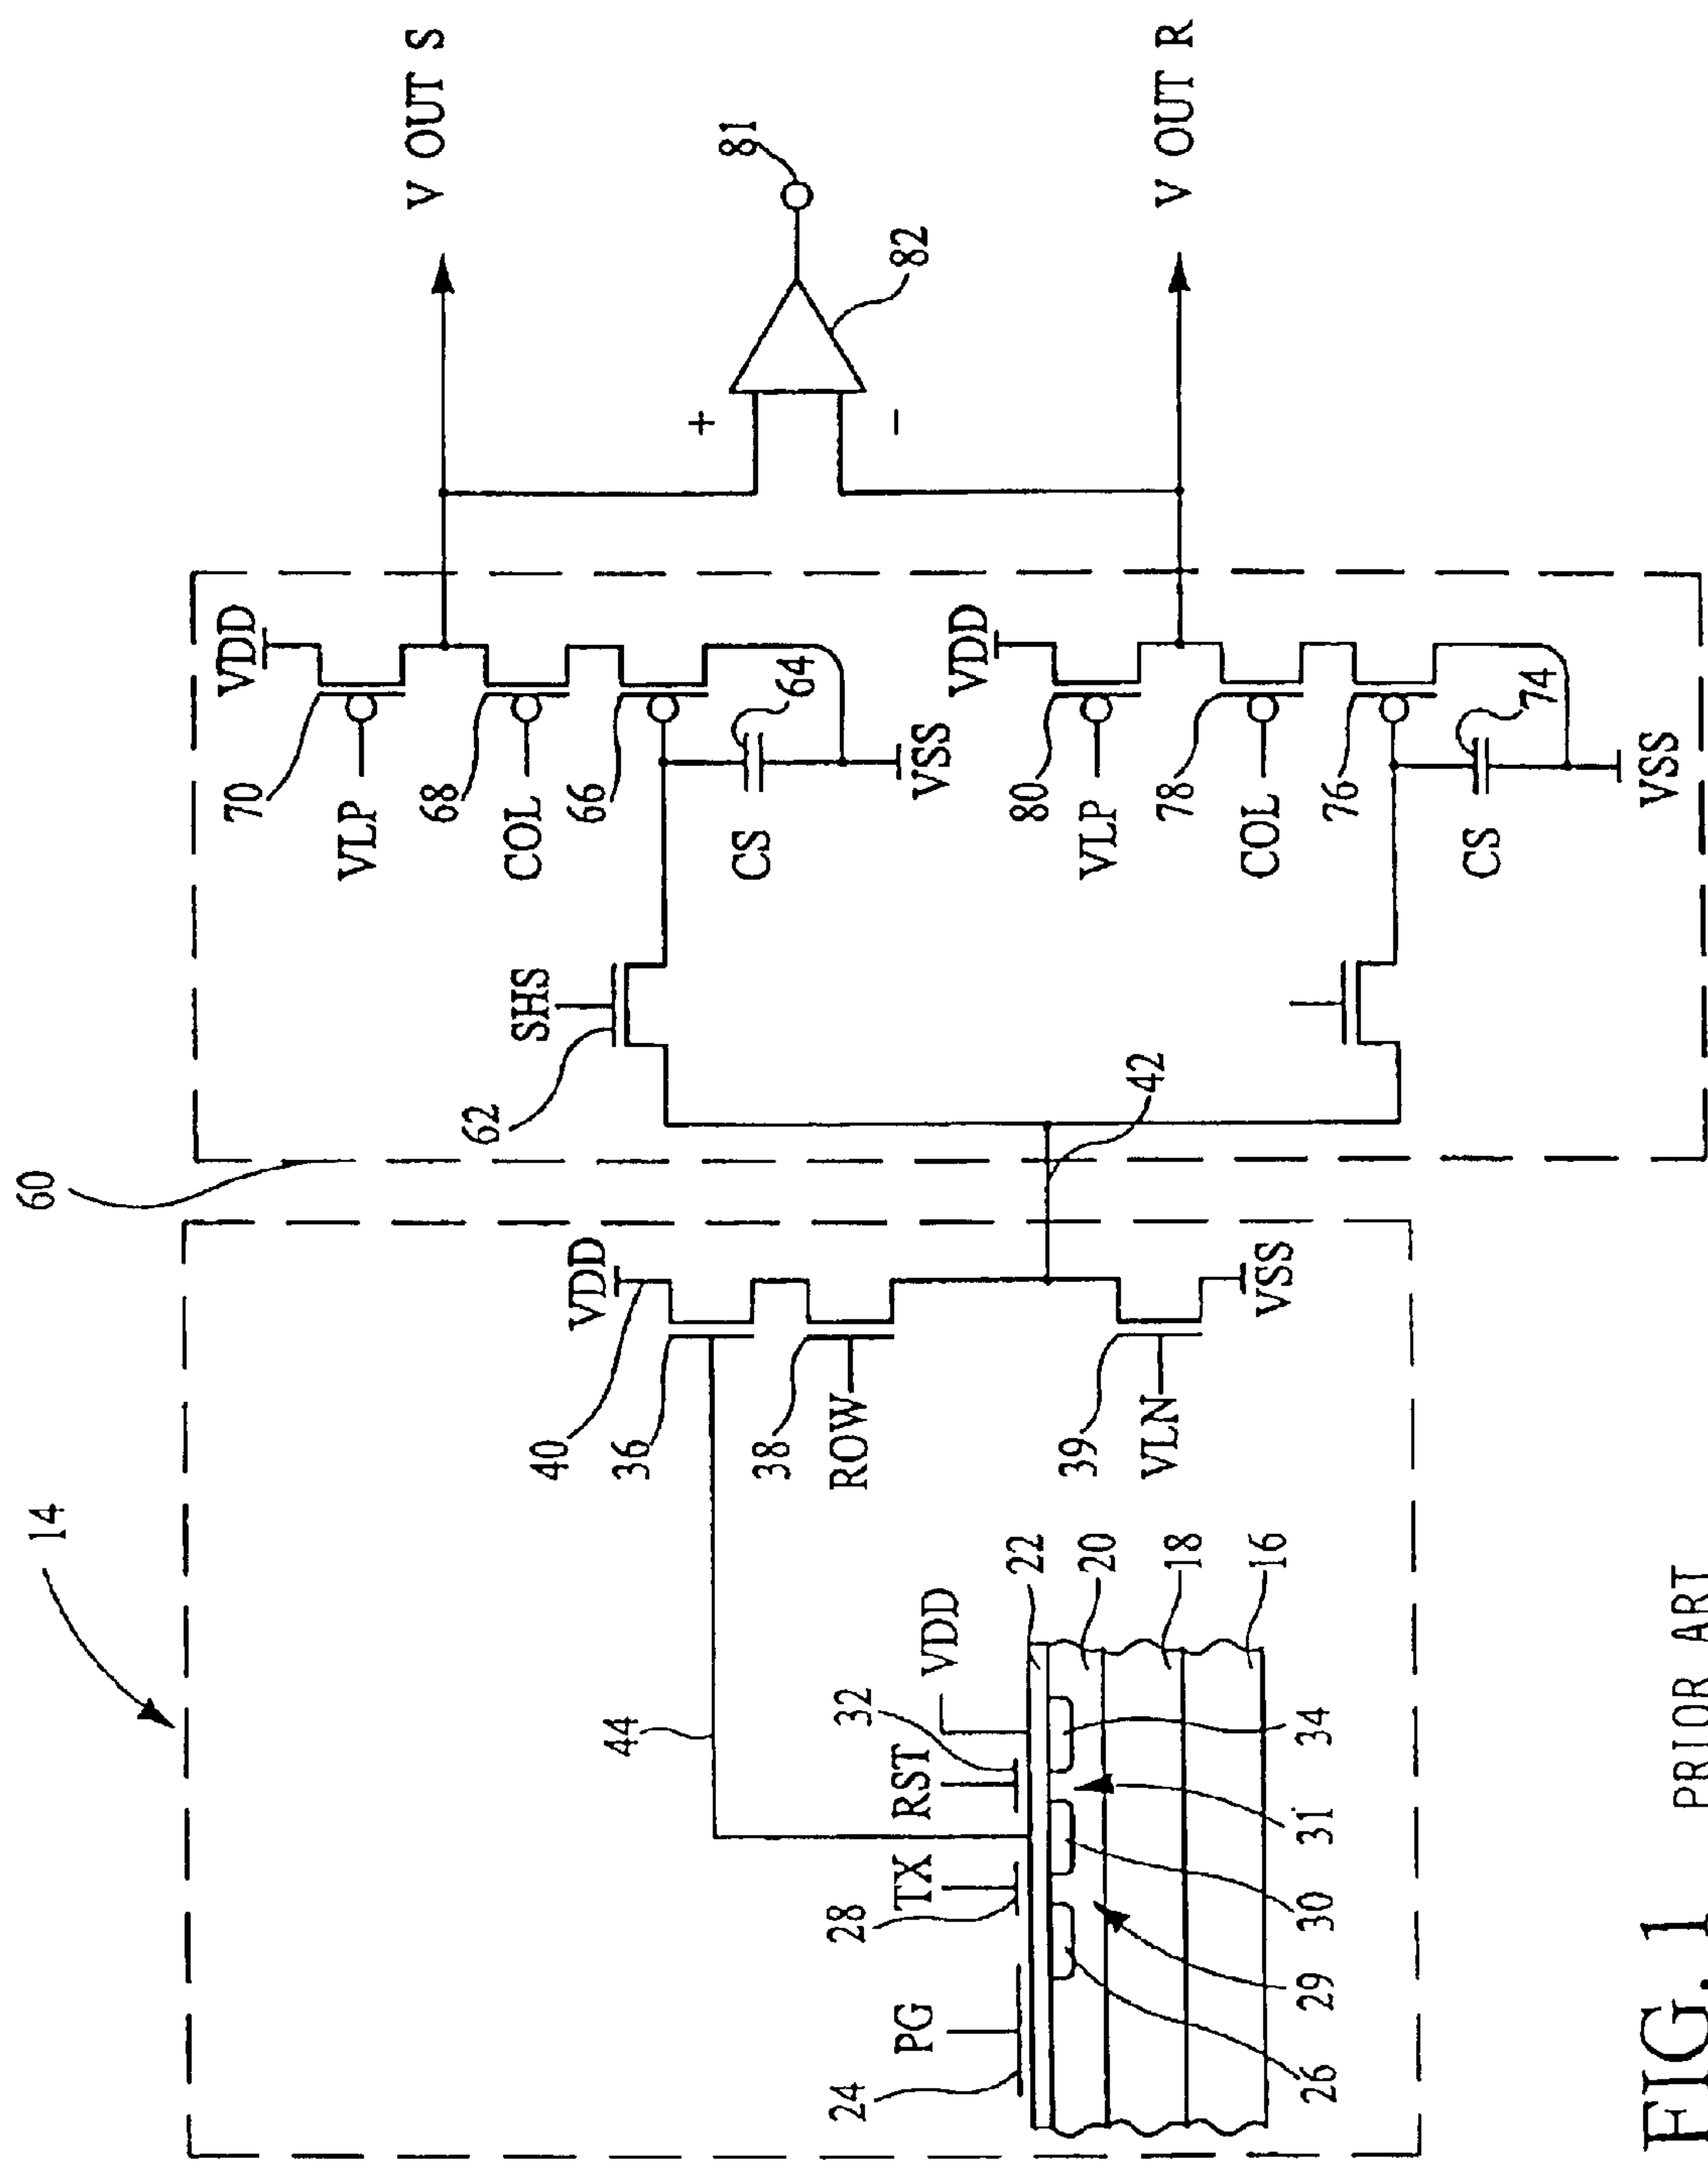 14
60
VDD
40
36
38
ROW
39
VLN
VSS
44
PG
24
TX
28
RST
32
VDD
22
20
18
16
26
29
30
31
34
42
SHS
62
VDD
70
VLP
68
COL
66
CS
64
VSS
VDD
80
VLP
78
COL
76
CS
74
VSS
V OUT S
+
−
81
82
V OUT R
FIG. 1 PRIOR ART